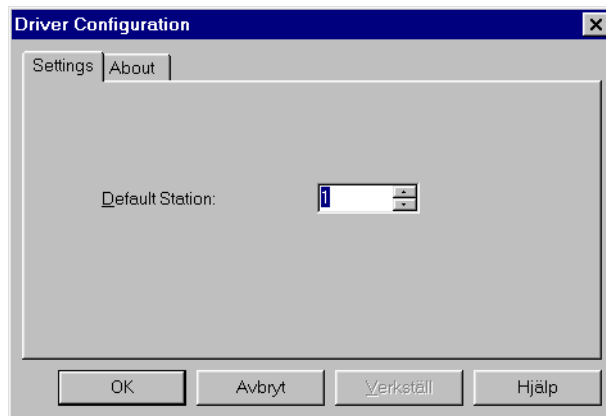 Driver Configuration
Settings About
Default Station: 1
OK Avbryt Verkställ Hjälp